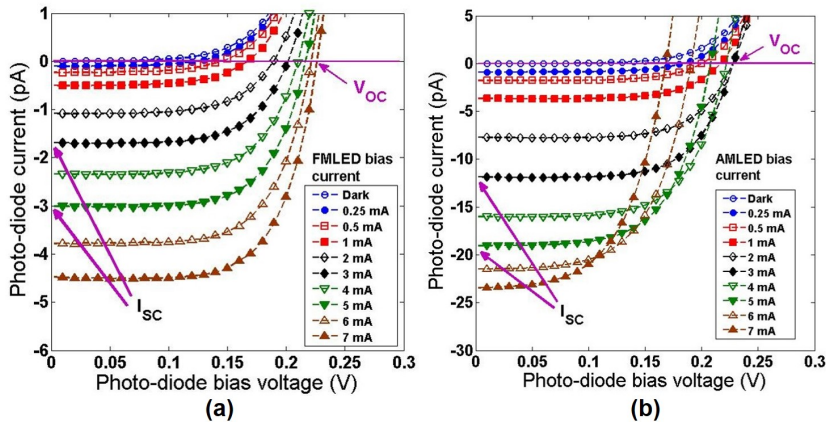 1
0
-1
-2
-3
-4
-5
-6
Photo-diode current (pA)
V_OC
FMLED bias
current
Dark
0.25 mA
0.5 mA
1 mA
2 mA
3 mA
4 mA
5 mA
6 mA
7 mA
I_SC
0 0.05 0.1 0.15 0.2 0.25 0.3
Photo-diode bias voltage (V)
(a)
5
0
-5
-10
-15
-20
-25
-30
Photo-diode current (pA)
V_OC
AMLED bias
current
Dark
0.25 mA
0.5 mA
1 mA
2 mA
3 mA
4 mA
5 mA
6 mA
7 mA
I_SC
0 0.05 0.1 0.15 0.2 0.25 0.3
Photo-diode bias voltage (V)
(b)